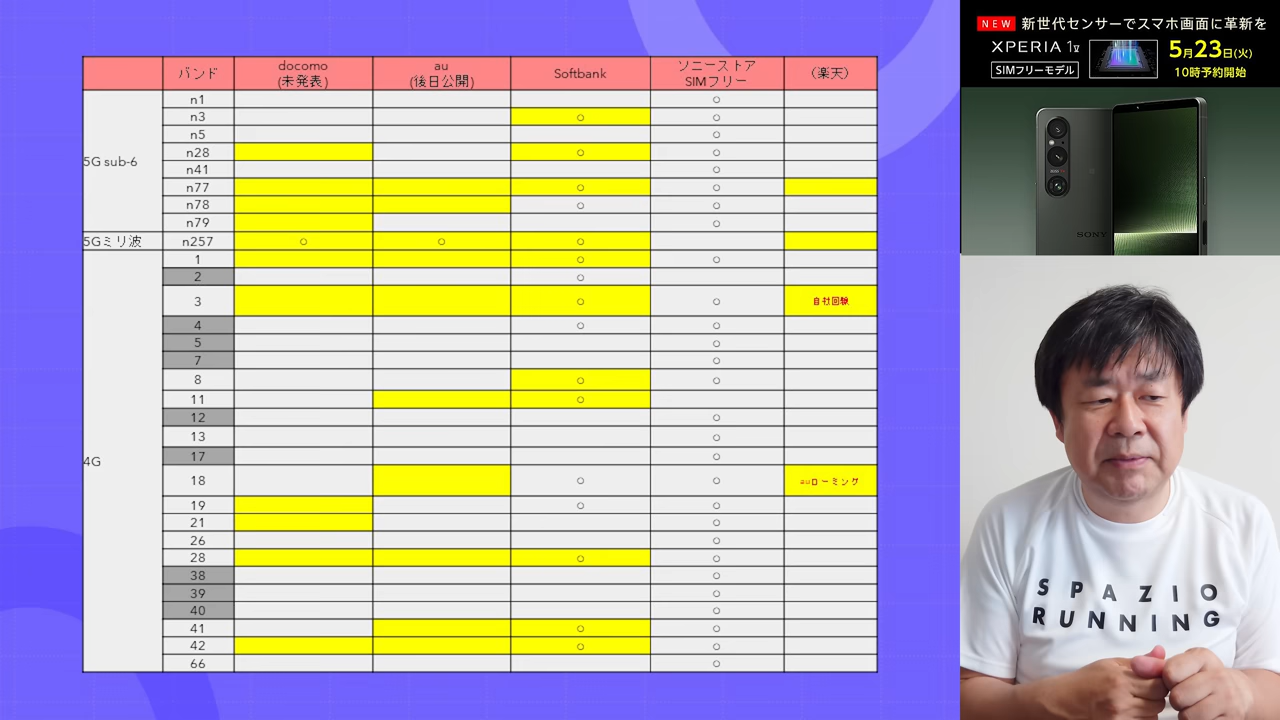 バンド docomo (未発表) au (後日公開) Softbank ソニーストア SIMフリー (楽天)
5G sub-6
n1 ○
n3 ○ ○
n5 ○
n28 ○ ○
n41 ○
n77 ○ ○
n78 ○ ○
n79 ○
5Gミリ波 n257 ○ ○ ○
4G
1 ○ ○
2 ○
3 ○ ○ 自社回線
4 ○ ○
5 ○
7 ○
8 ○ ○
11 ○
12 ○
13 ○
17 ○
18 ○ ○ auローミング
19 ○ ○
21 ○
26 ○
28 ○ ○
38 ○
39 ○
40 ○
41 ○ ○
42 ○ ○
66 ○
NEW 新世代センサーでスマホ画面に革新を
XPERIA 1 V
SIMフリーモデル
5月23日(火)
10時予約開始
SONY
SPAZIO
RUNNING